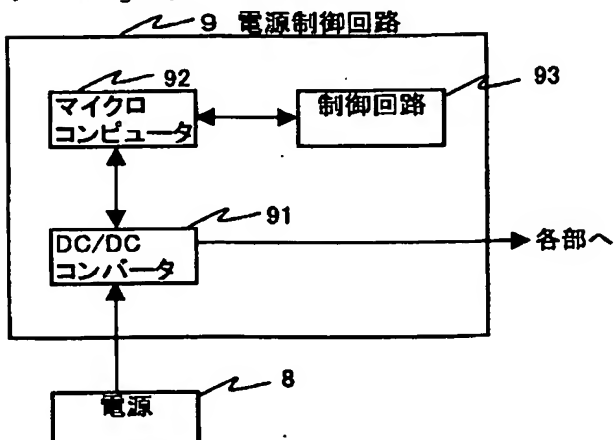 9 電源制御回路
92
93
マイクロ
コンピュータ
制御回路
91
DC/DC
コンバータ
各部へ
8
電源